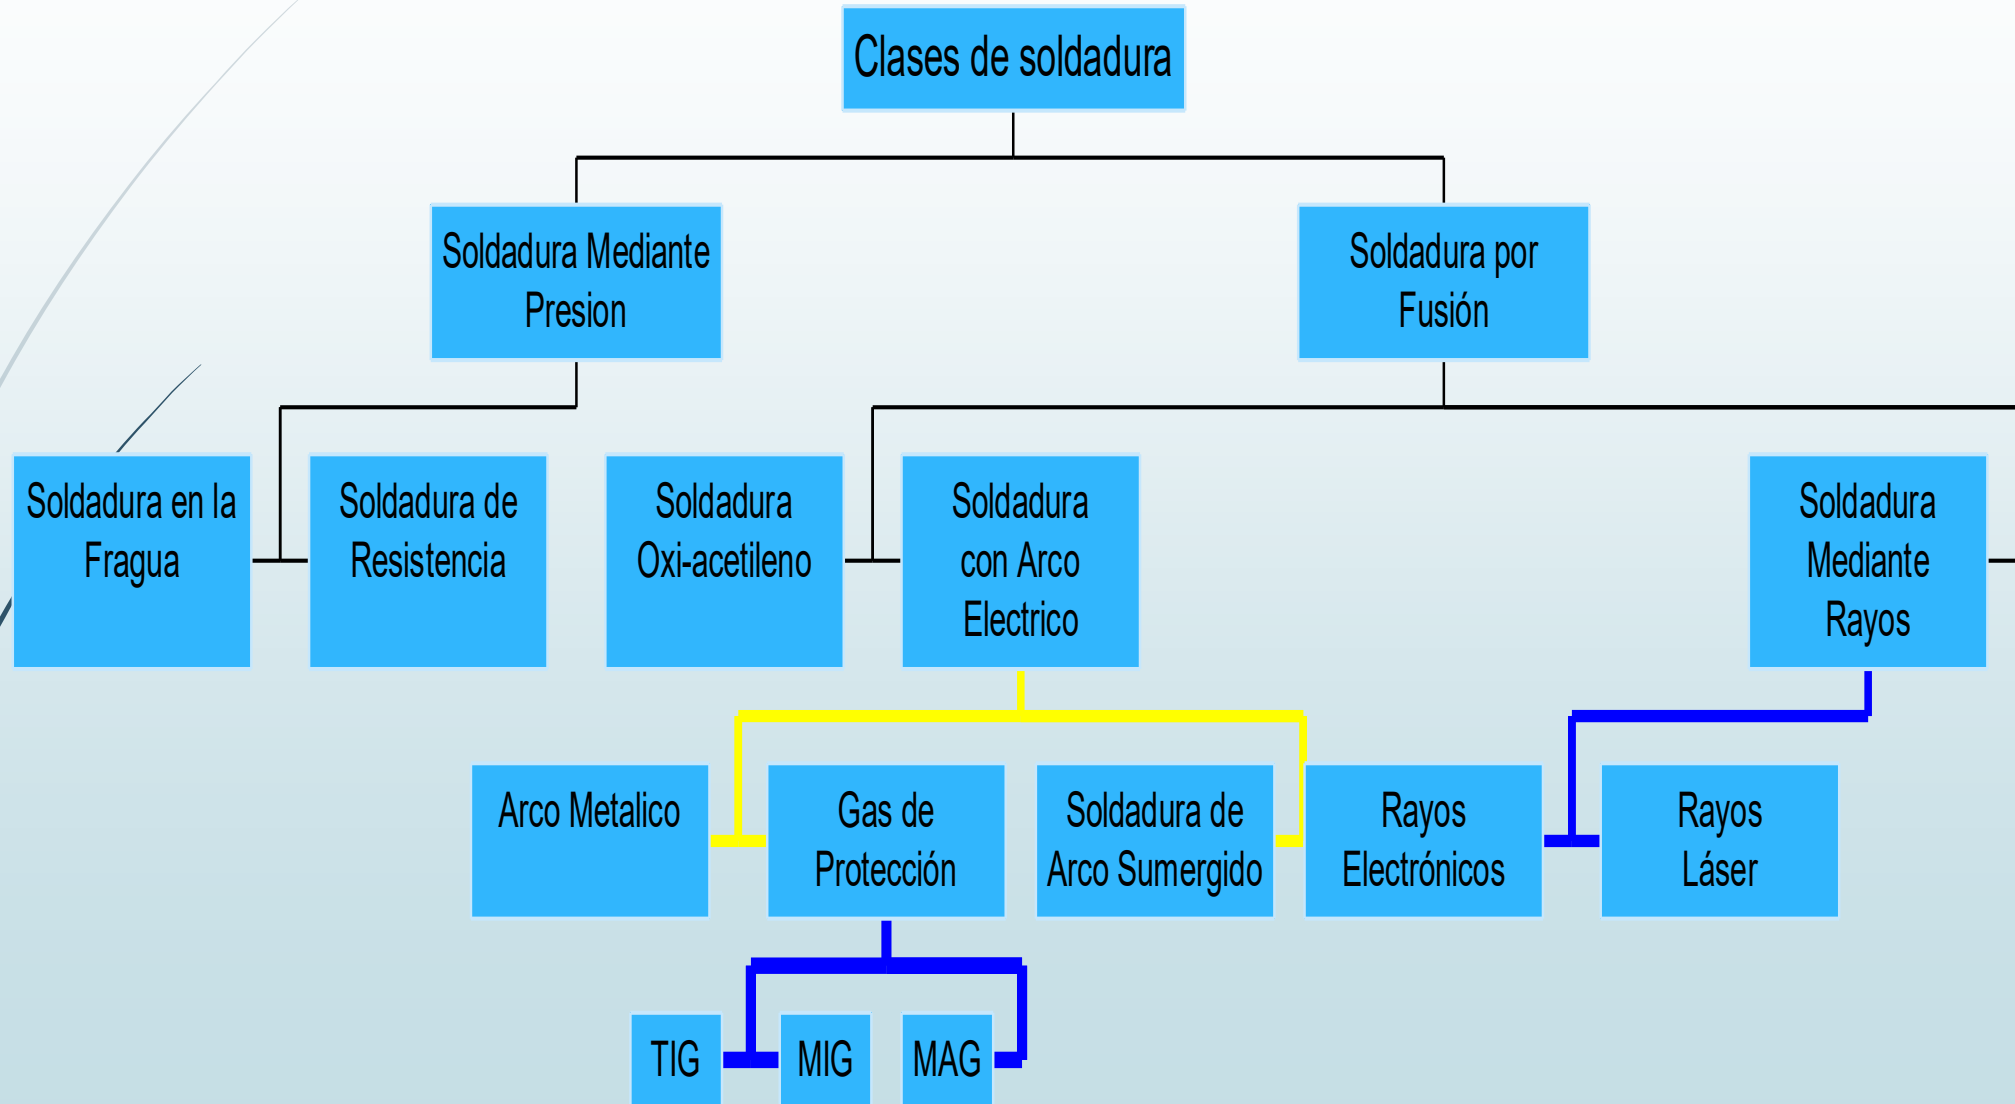 Clases de soldadura
Soldadura Mediante
Presion
Soldadura por
Fusión
Soldadura en la
Fragua
Soldadura de
Resistencia
Soldadura
Oxi-acetileno
Soldadura
con Arco
Electrico
Soldadura
Mediante
Rayos
Arco Metalico
Gas de
Protección
Soldadura de
Arco Sumergido
Rayos
Electrónicos
Rayos
Láser
TIG
MIG
MAG